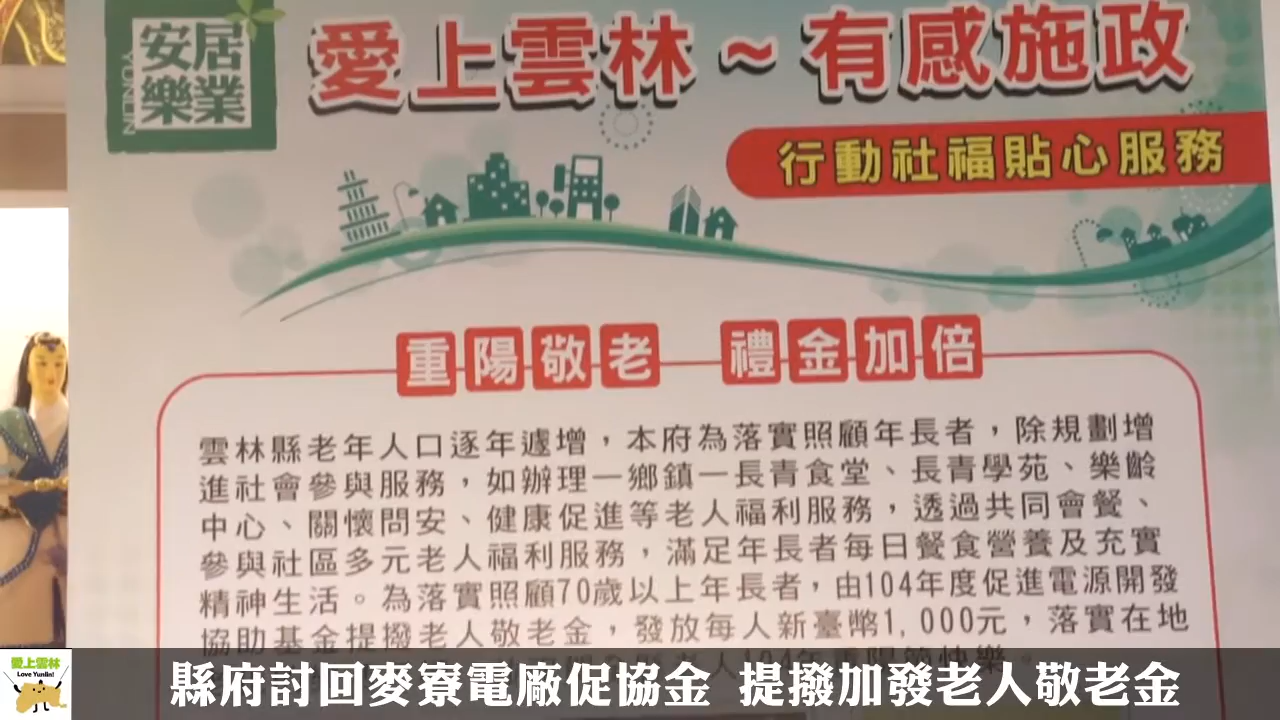 安居
樂業
YUNLIN
愛上雲林~有感施政
行動社福貼心服務
重陽敬老 禮金加倍
雲林縣老年人口逐年遽增，本府為落實照顧年長者，除規劃增
進社會參與服務，如辦理一鄉鎮一長青食堂、長青學苑、樂齡
中心、關懷問安、健康促進等老人福利服務，透過共同會餐、
參與社區多元老人福利服務，滿足年長者每日餐食營養及充實
精神生活。為落實照顧70歲以上年長者，由104年度促進電源開發
協助基金提撥老人敬老金，發放每人新臺幣1,000元，落實在地
愛上雲林
Love Yunlin!
縣府討回麥寮電廠促協金 提撥加發老人敬老金